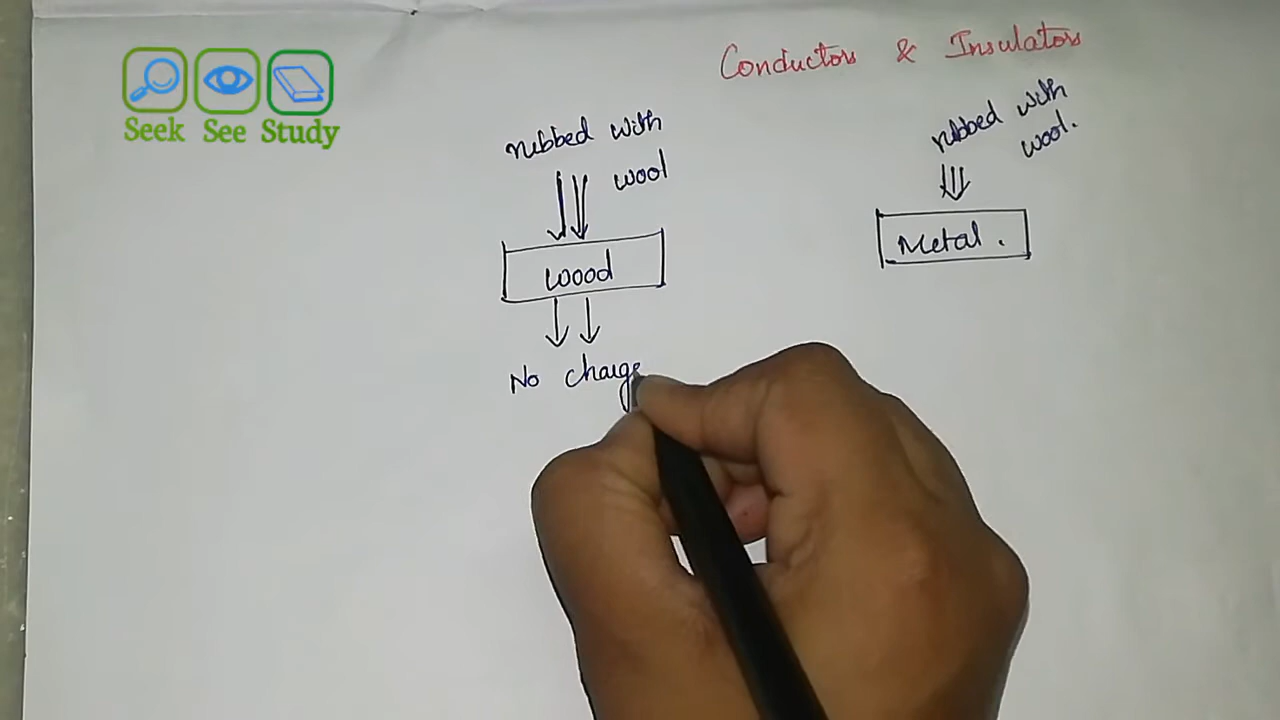 Conductors & Insulators
Seek See Study
rubbed with
wool
Wood
No charge
rubbed with
wool.
Metal.